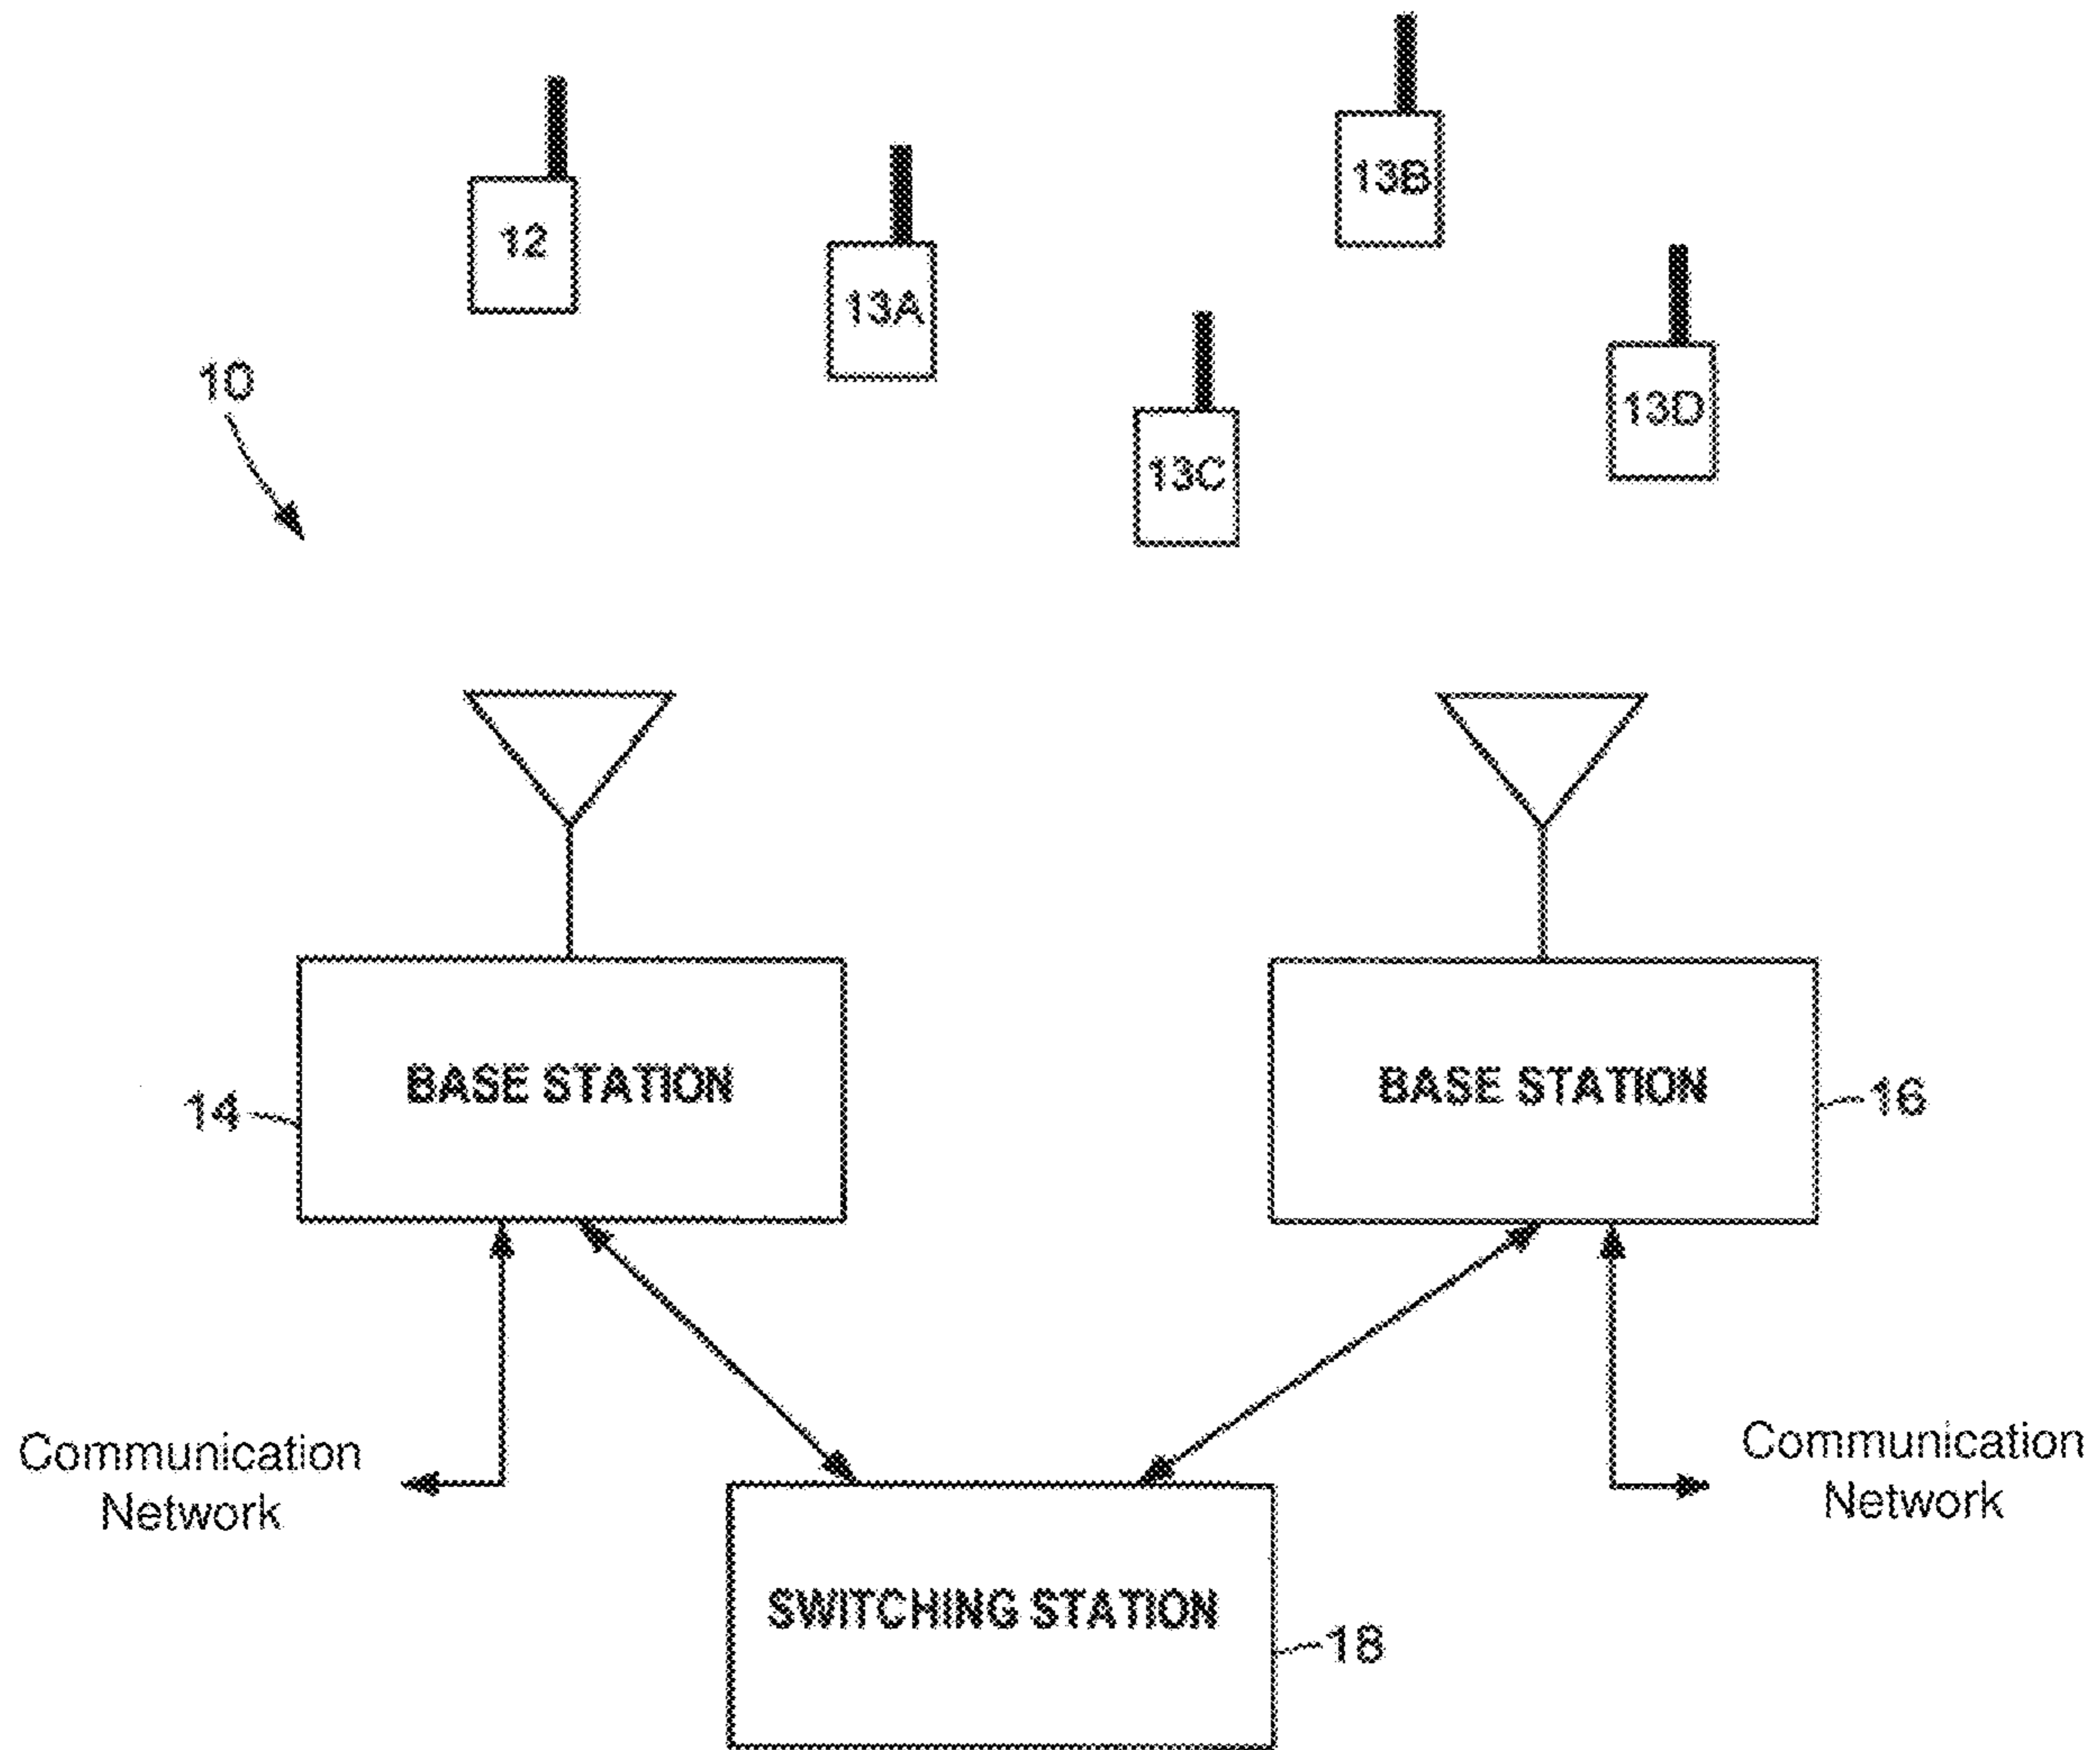 13B
12
13A
10
13D
13C
BASE STATION
BASE STATION
14
16
Communication
Network
Communication
Network
SWITCHING STATION
18